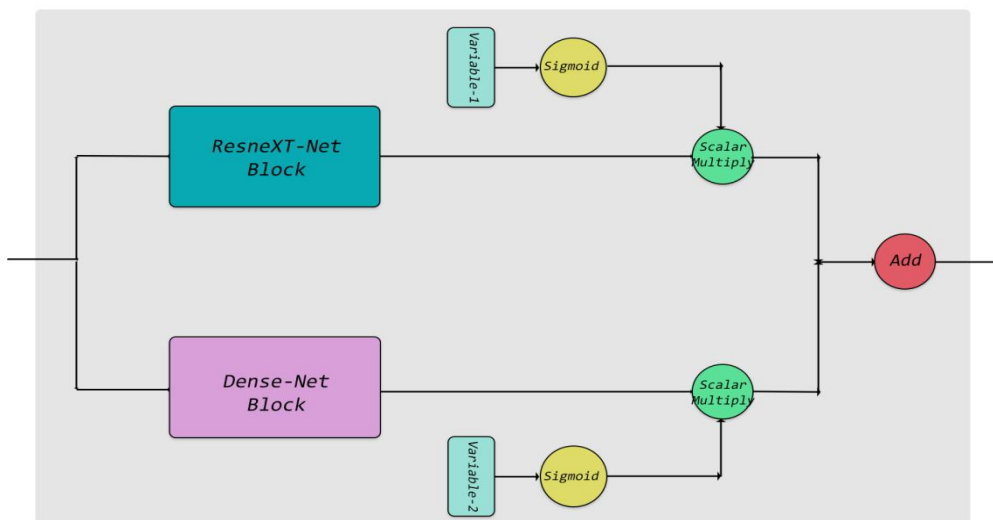 Variable-1
Sigmoid
ResneXT-Net
Block
Scalar
Multiply
Add
Dense-Net
Block
Scalar
Multiply
Variable-2
Sigmoid